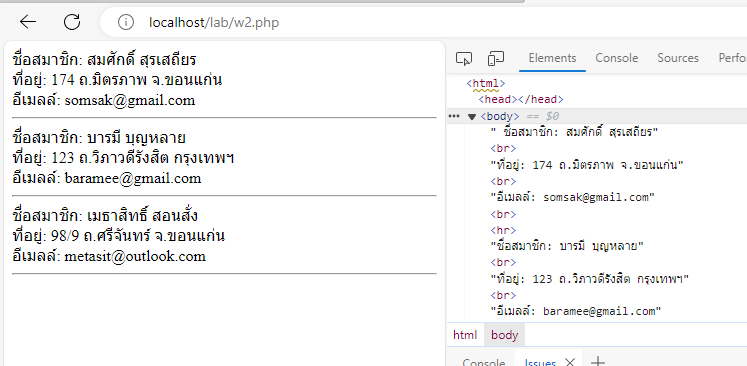 localhost/lab/w2.php
ชื่อสมาชิก: สมศักดิ์ สุรเสถียร
ที่อยู่: 174 ถ.มิตรภาพ จ.ขอนแก่น
อีเมลล์: somsak@gmail.com
ชื่อสมาชิก: บารมี บุญหลาย
ที่อยู่: 123 ถ.วิภาวดีรังสิต กรุงเทพฯ
อีเมลล์: baramee@gmail.com
ชื่อสมาชิก: เมธาสิทธิ์ สอนสั่ง
ที่อยู่: 98/9 ถ.ศรีจันทร์ จ.ขอนแก่น
อีเมลล์: metasit@outlook.com
Elements Console Sources Perfo
<html>
<head></head>
<body> == $0
" ชื่อสมาชิก: สมศักดิ์ สุรเสถียร"
<br>
"ที่อยู่: 174 ถ.มิตรภาพ จ.ขอนแก่น"
<br>
"อีเมลล์: somsak@gmail.com"
<br>
<hr>
"ชื่อสมาชิก: บารมี บุญหลาย"
<br>
"ที่อยู่: 123 ถ.วิภาวดีรังสิต กรุงเทพฯ"
<br>
"อีเมลล์: baramee@gmail.com"
html body
Console Issues